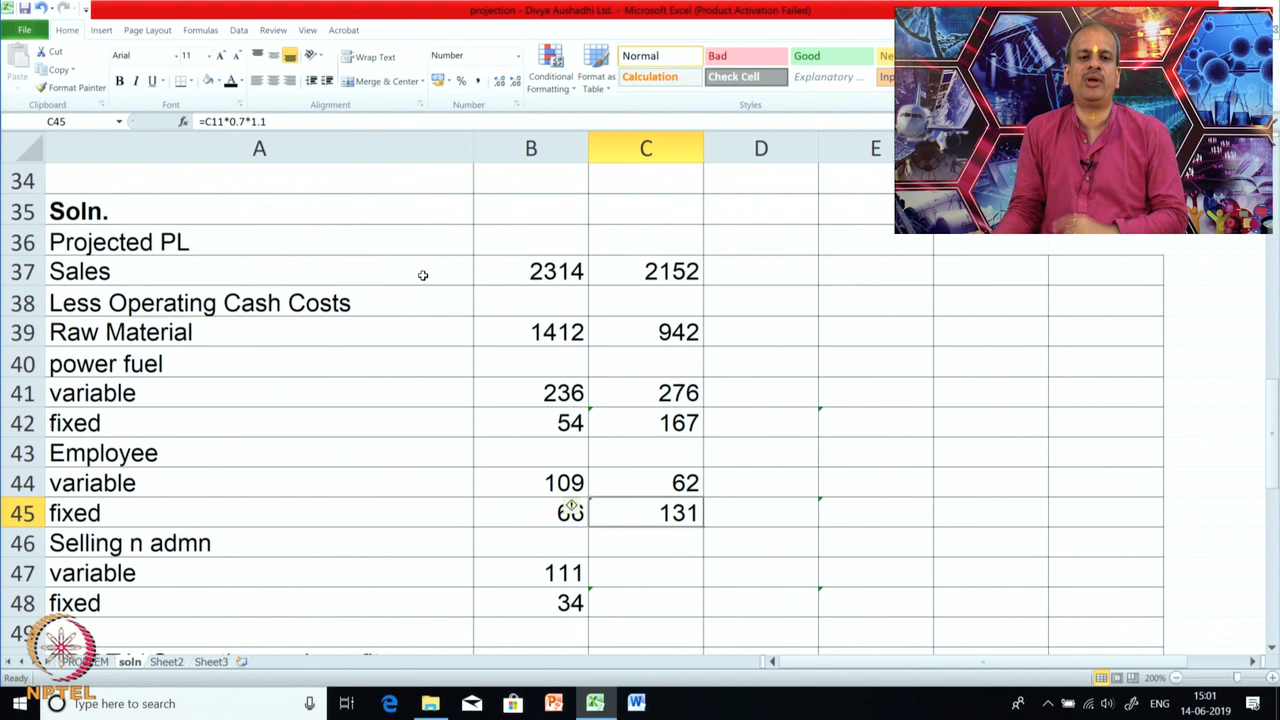 projection - Divya Aushadhi Ltd. - Microsoft Excel (Product Activation Failed)
File Home Insert Page Layout Formulas Data Review View Acrobat
Cut
Copy
Format Painter
Paste
Clipboard
Arial 11
Font
Wrap Text
Merge & Center
Alignment
Number
Number
Conditional Formatting
Format as Table
Normal Bad Good
Calculation Check Cell Explanatory ...
Styles
C45 fx =C11*0.7*1.1
A B C D E
34
35 Soln.
36 Projected PL
37 Sales 2314 2152
38 Less Operating Cash Costs
39 Raw Material 1412 942
40 power fuel
41 variable 236 276
42 fixed 54 167
43 Employee
44 variable 109 62
45 fixed 66 131
46 Selling n admn
47 variable 111
48 fixed 34
49
soln Sheet2 Sheet3
Ready 200%
NPTEL
Type here to search
ENG
15:01
14-06-2019